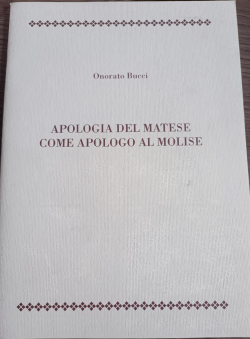 Onorato Bucci
APOLOGIA DEL MATESE
COME APOLOGO AL MOLISE